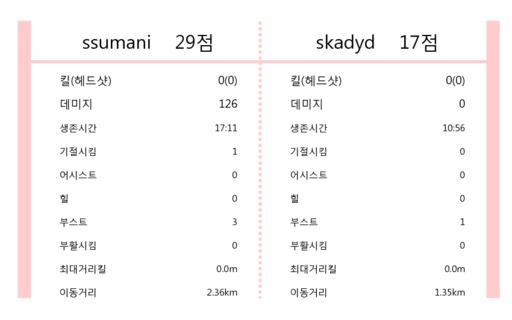 ssumani 29점 skadyd 17점
킬(헤드샷) 0(0) 킬(헤드샷) 0(0)
데미지 126 데미지 0
생존시간 17:11 생존시간 10:56
기절시킴 1 기절시킴 0
어시스트 0 어시스트 0
힐 0 힐 0
부스트 3 부스트 1
부활시킴 0 부활시킴 0
최대거리킬 0.0m 최대거리킬 0.0m
이동거리 2.36km 이동거리 1.35km